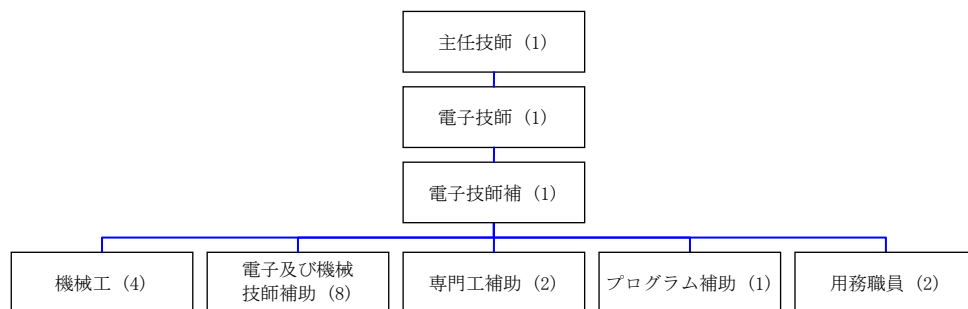 主任技師（1）
電子技師（1）
電子技師補（1）
機械工（4）
電子及び機械
技師補助（8）
専門工補助（2）
プログラム補助（1）
用務職員（2）